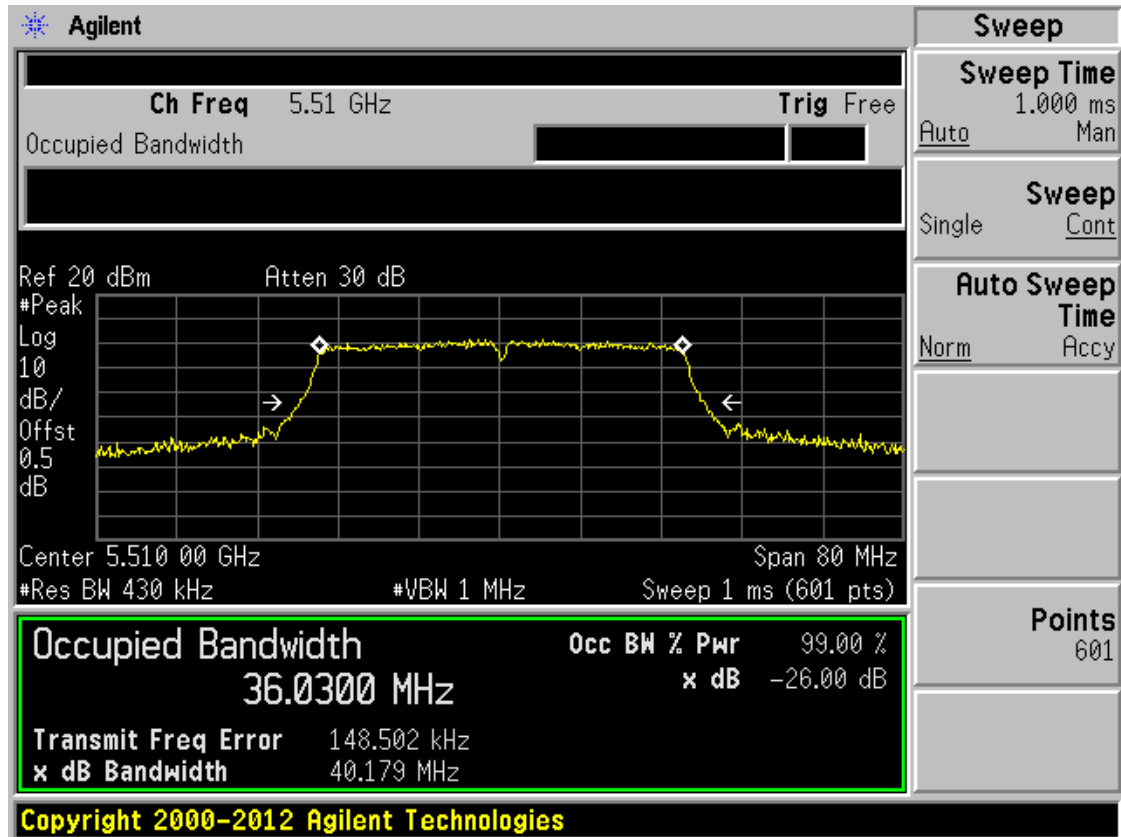 Agilent
Sweep
Ch Freq 5.51 GHz Trig Free
Occupied Bandwidth
Sweep Time
1.000 ms
Auto Man
Sweep
Single Cont
Auto Sweep
Time
Norm Accy
Points
601
Ref 20 dBm Atten 30 dB
#Peak
Log
10
dB/
Offst
0.5
dB
Center 5.510 00 GHz Span 80 MHz
#Res BW 430 kHz #VBW 1 MHz Sweep 1 ms (601 pts)
Occupied Bandwidth Occ BW % Pwr 99.00 %
36.0300 MHz x dB -26.00 dB
Transmit Freq Error 148.502 kHz
x dB Bandwidth 40.179 MHz
Copyright 2000-2012 Agilent Technologies